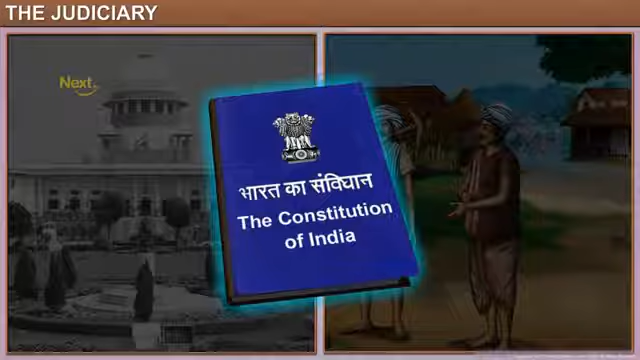 THE JUDICIARY
Next
भारत का संविधान
The Constitution
of India